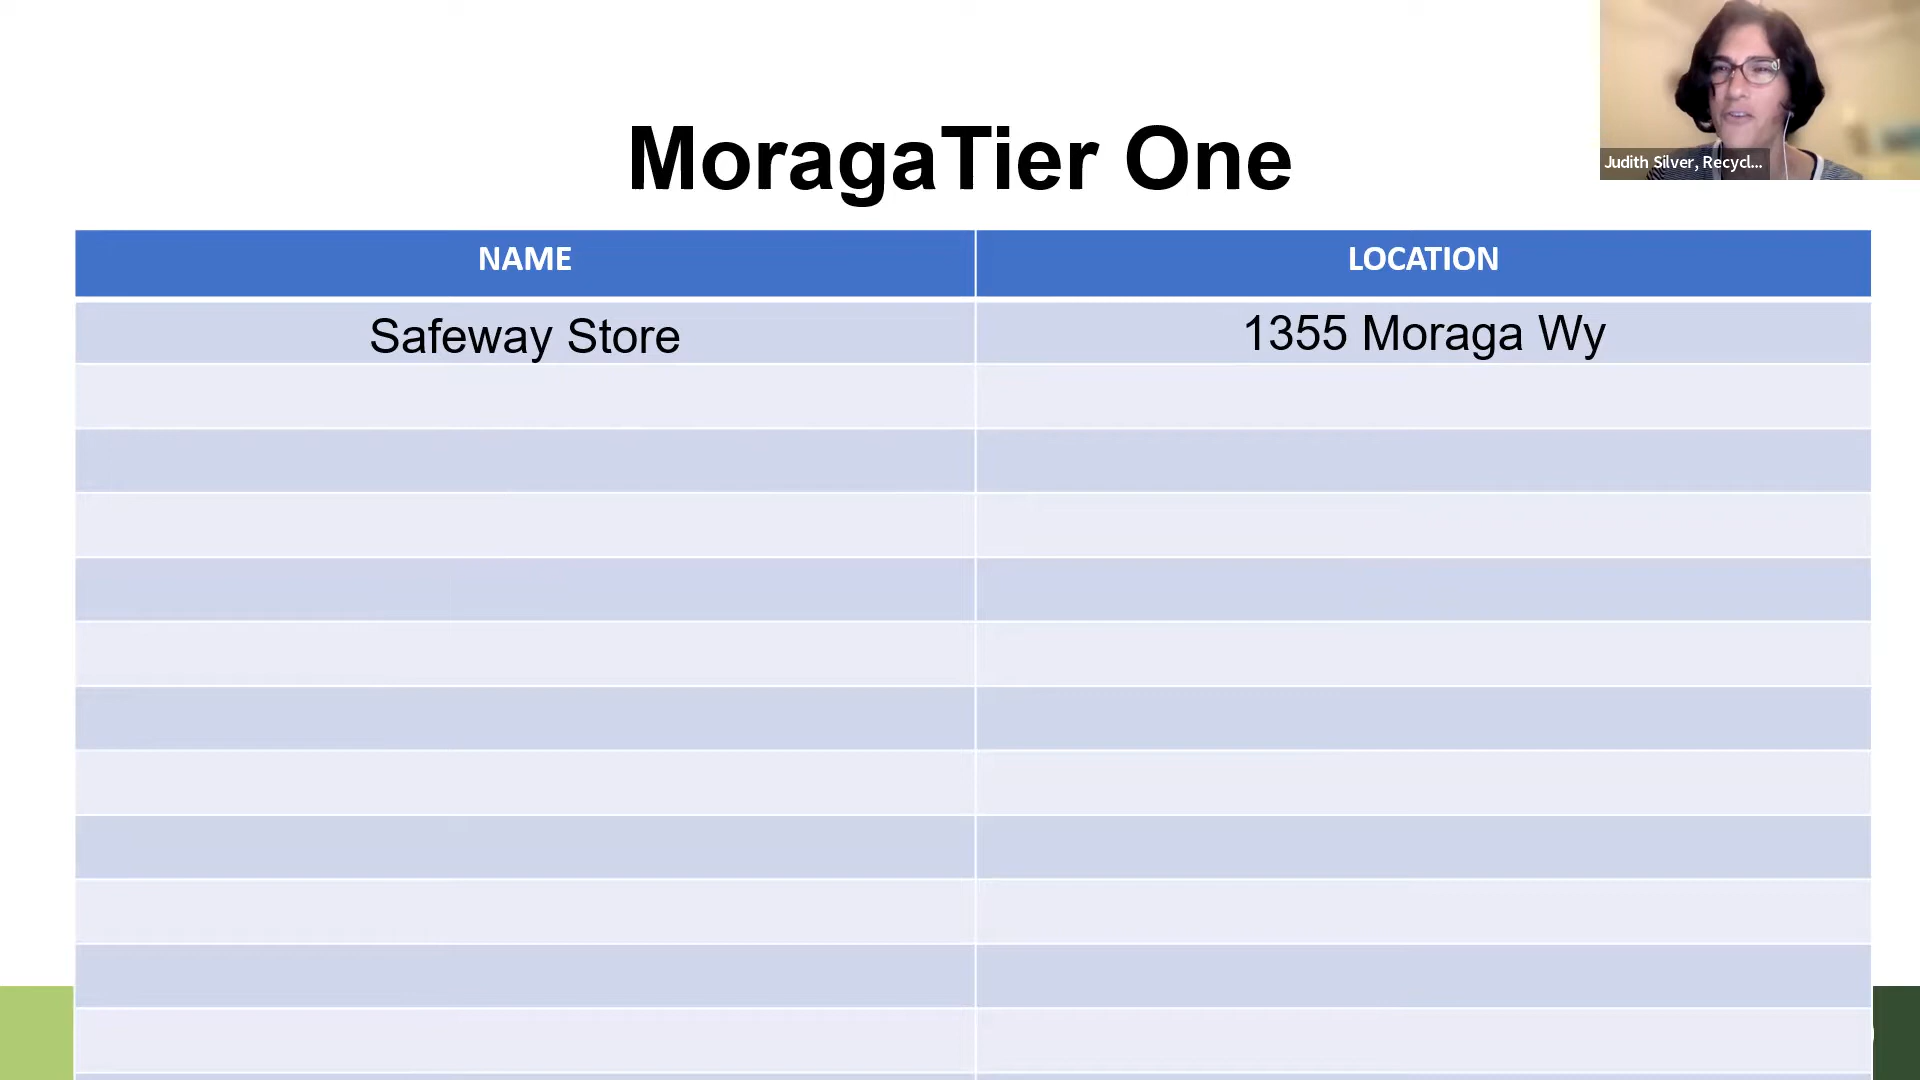 MoragaTier One
Judith Silver, Recycl...
NAME LOCATION
Safeway Store 1355 Moraga Wy